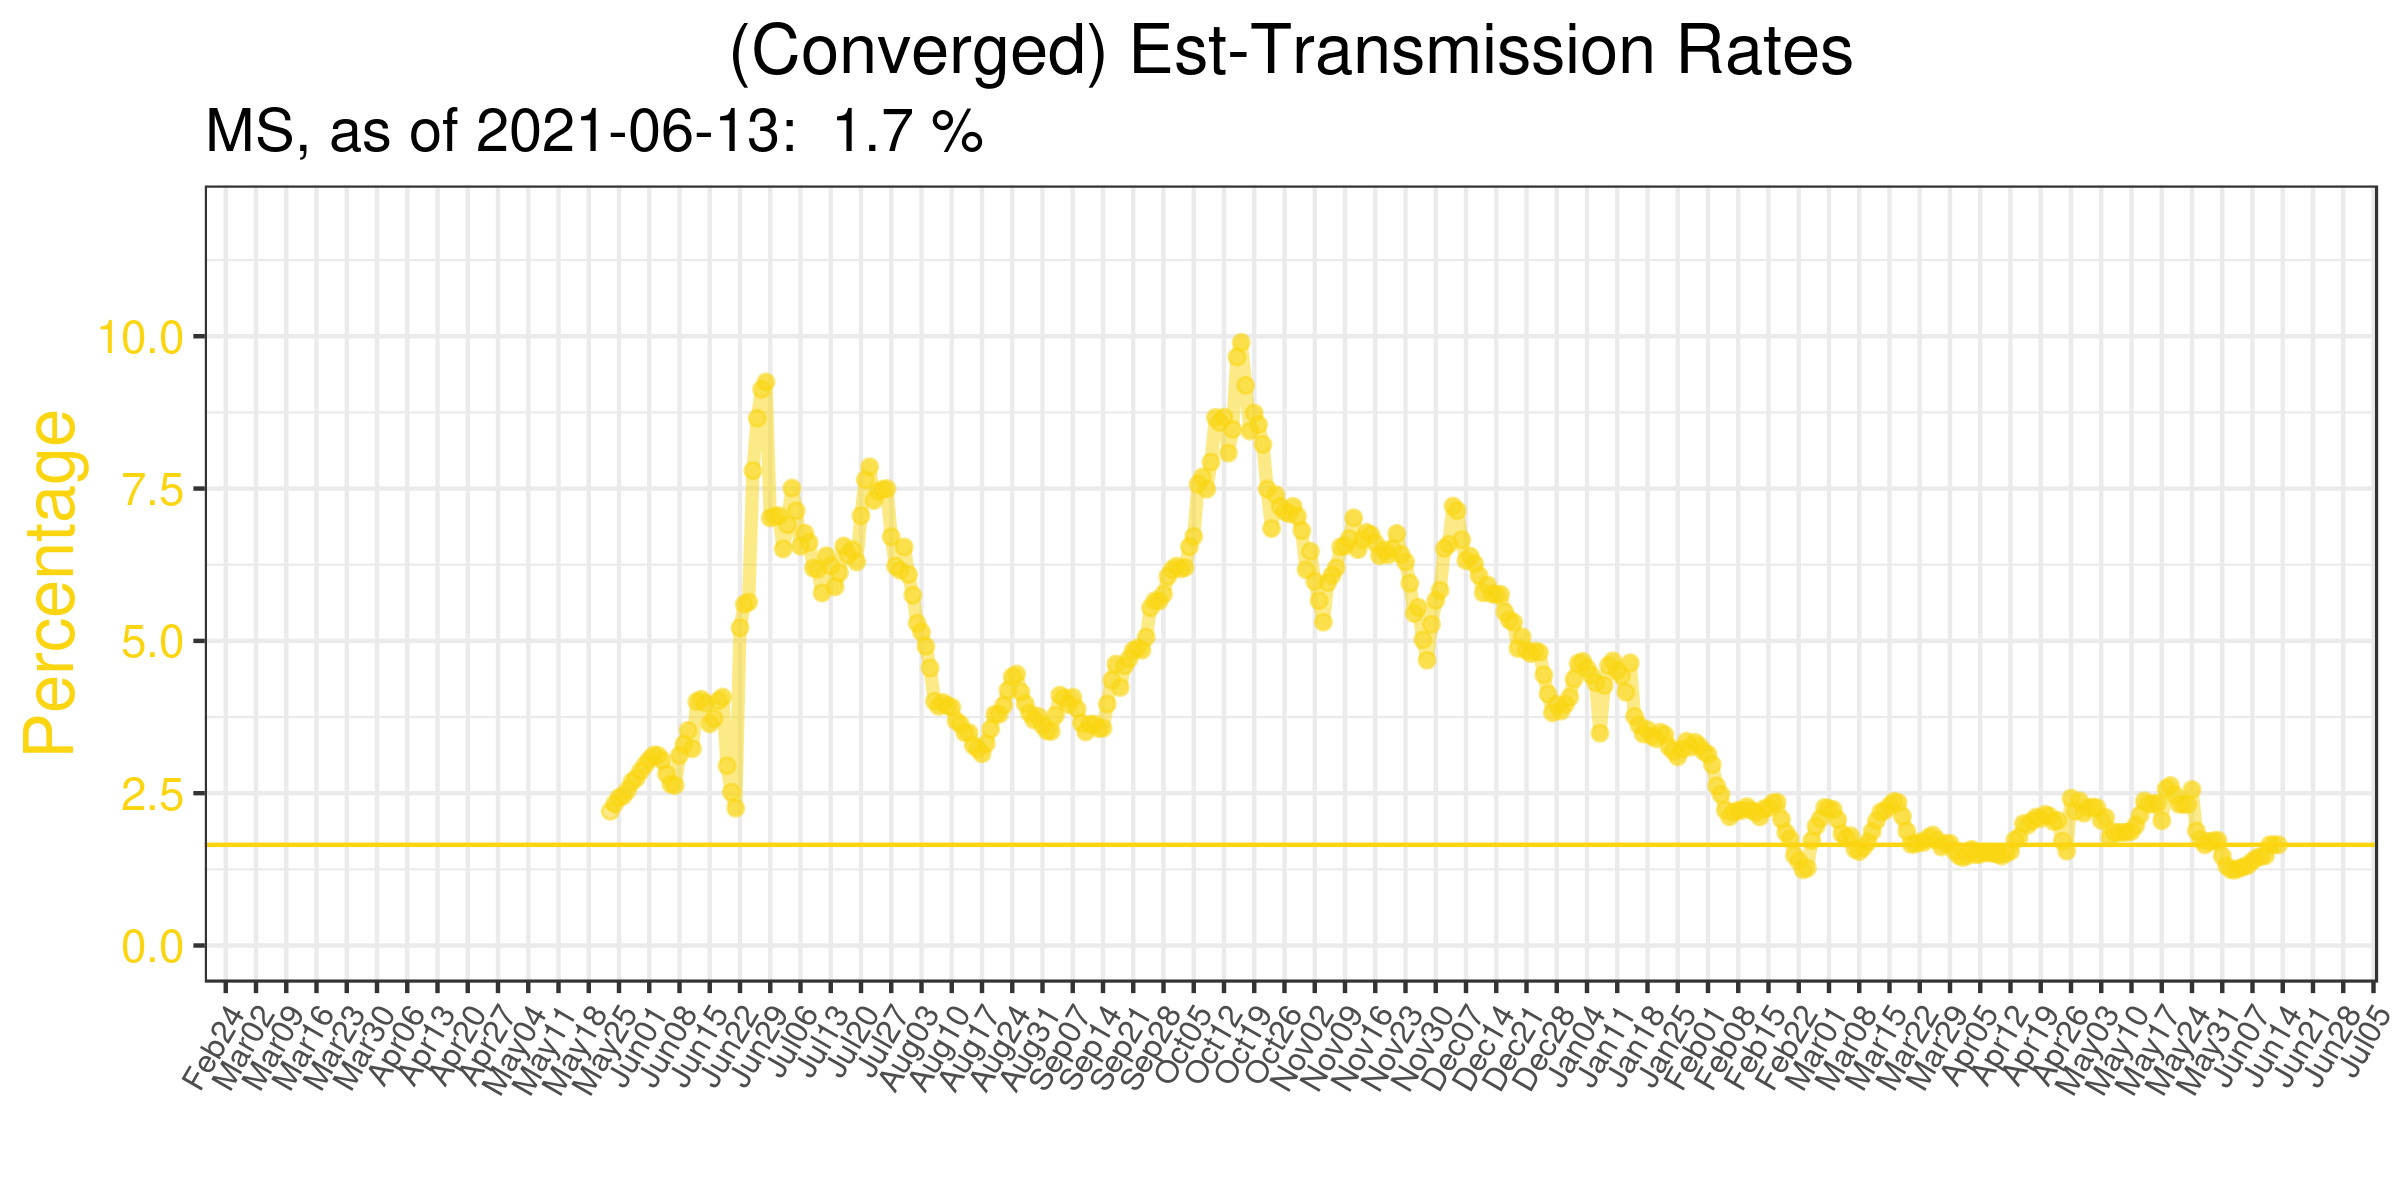 (Converged) Est-Transmission Rates
MS, as of 2021-06-13: 1.7 %
Percentage
10.0
7.5
5.0
2.5
0.0
Feb24
Mar02
Mar09
Mar16
Mar23
Mar30
Apr06
Apr13
Apr20
Apr27
May04
May11
May18
May25
Jun01
Jun08
Jun15
Jun22
Jun29
Jul06
Jul13
Jul20
Jul27
Aug03
Aug10
Aug17
Aug24
Aug31
Sep07
Sep14
Sep21
Sep28
Oct05
Oct12
Oct19
Oct26
Nov02
Nov09
Nov16
Nov23
Nov30
Dec07
Dec14
Dec21
Dec28
Jan04
Jan11
Jan18
Jan25
Feb01
Feb08
Feb15
Feb22
Mar01
Mar08
Mar15
Mar22
Mar29
Apr05
Apr12
Apr19
Apr26
May03
May10
May17
May24
May31
Jun07
Jun14
Jun21
Jun28
Jul05